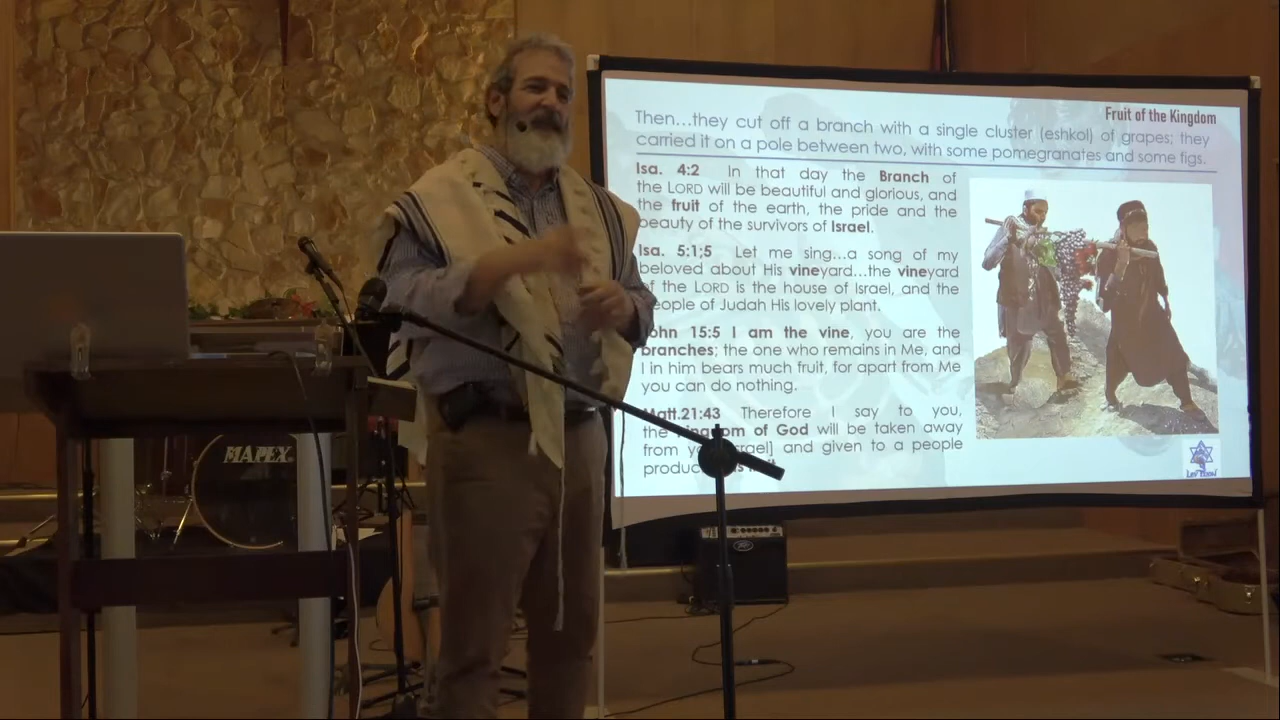 Fruit of the Kingdom
Then...they cut off a branch with a single cluster (eshkol) of grapes; they
carried it on a pole between two, with some pomegranates and some figs.
Isa. 4:2 In that day the Branch of
the LORD will be beautiful and glorious, and
the fruit of the earth, the pride and the
beauty of the survivors of Israel.
Isa. 5:1;5 Let me sing...a song of my
beloved about His vineyard...the vineyard
of the LORD is the house of Israel, and the
people of Judah His lovely plant.
John 15:5 I am the vine, you are the
branches; the one who remains in Me, and
I in him bears much fruit, for apart from Me
you can do nothing.
Matt.21:43 Therefore I say to you,
the kingdom of God will be taken away
from and given to a people
MAPEX